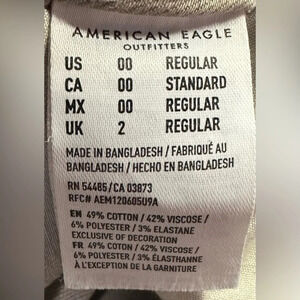 AMERICAN EAGLE
OUTFITTERS
US 00 REGULAR
CA 00 STANDARD
MX 00 REGULAR
UK 2 REGULAR
MADE IN BANGLADESH / FABRIQUÉ AU
BANGLADESH / HECHO EN BANGLADESH
RN 54485/CA 03873
RFC# AEM120605U9A
EN 49% COTTON / 42% VISCOSE /
6% POLYESTER / 3% ELASTANE
EXCLUSIVE OF DECORATION
FR 49% COTON / 42% VISCOSE /
6% POLYESTER / 3% ÉLASTHANNE
À L'EXCEPTION DE LA GARNITURE